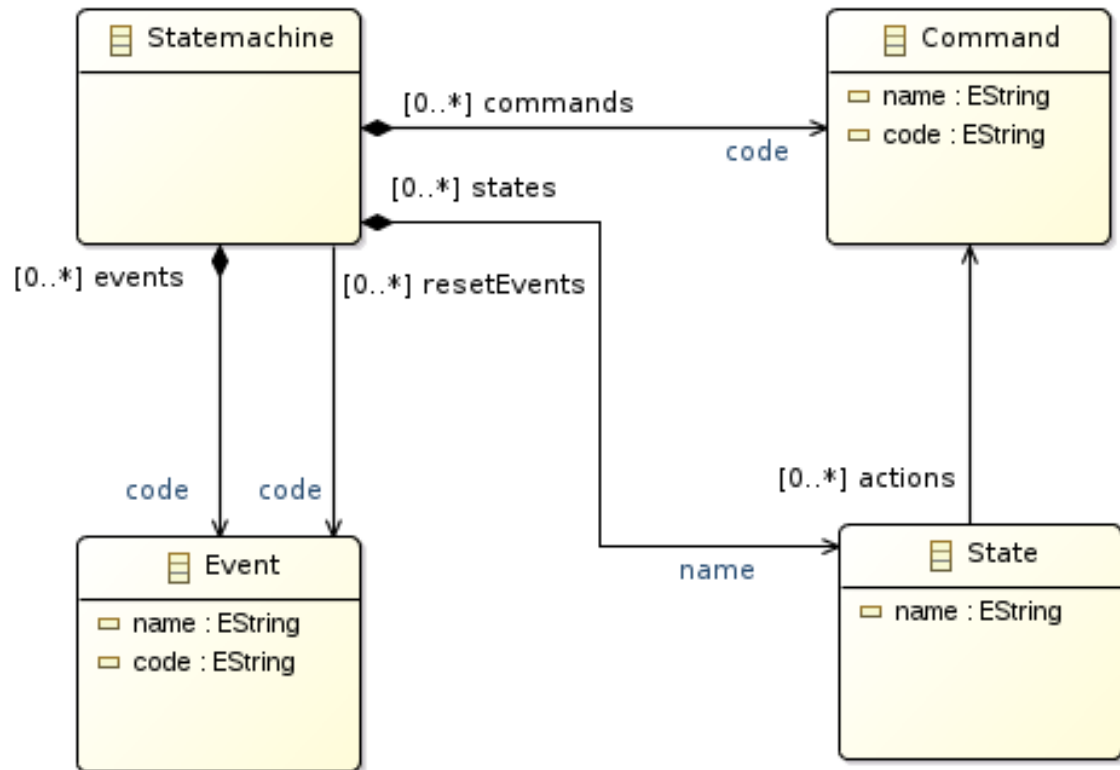 Statemachine
Command
name : EString
code : EString
[0..*] commands
code
[0..*] states
[0..*] events
[0..*] resetEvents
code
code
[0..*] actions
name
Event
name : EString
code : EString
State
name : EString